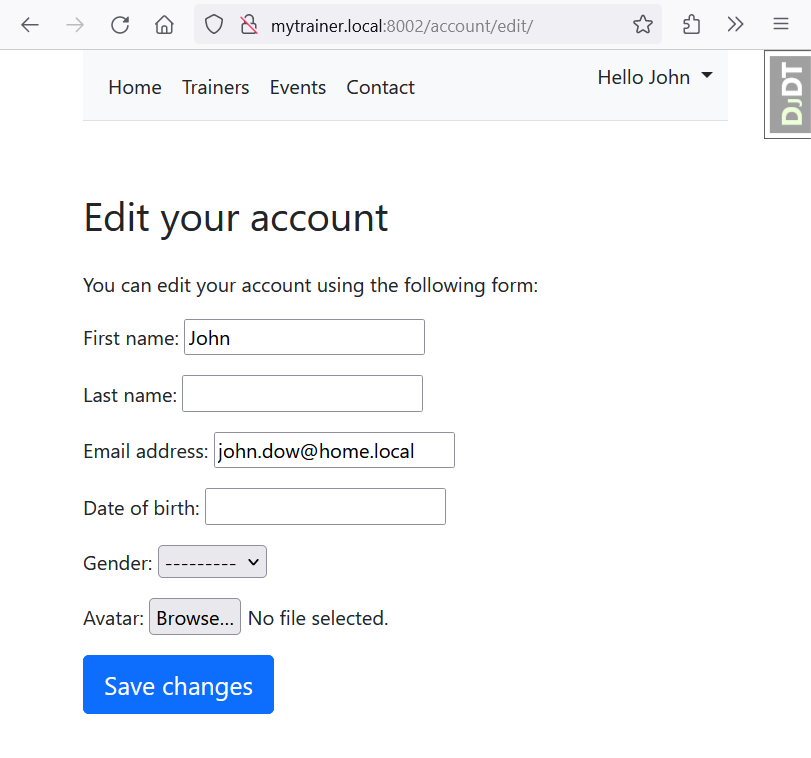 mytrainer.local:8002/account/edit/
Home Trainers Events Contact Hello John
DJDT
Edit your account
You can edit your account using the following form:
First name: John
Last name:
Email address: john.dow@home.local
Date of birth:
Gender: ---------
Avatar: Browse... No file selected.
Save changes